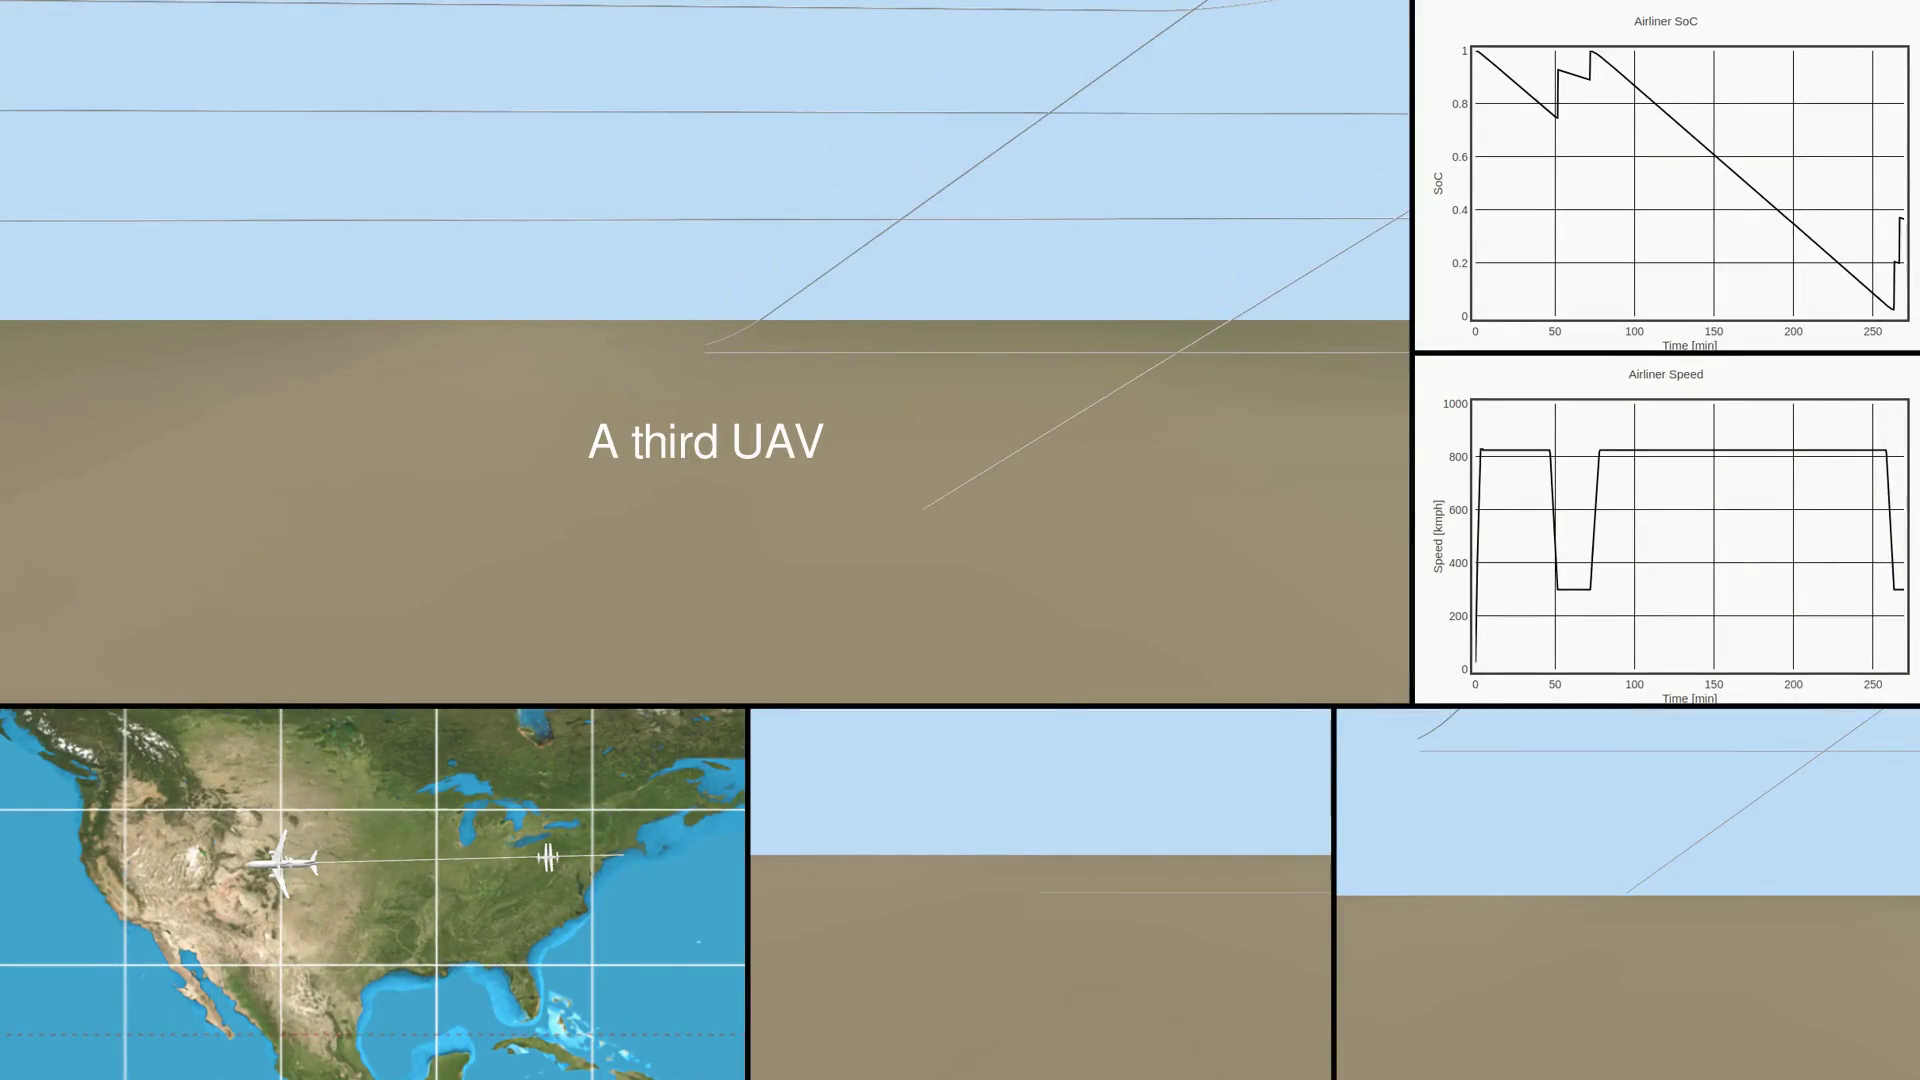 A third UAV
Airliner SoC
SoC
1
0.8
0.6
0.4
0.2
0
0 50 100 150 200 250
Time [min]
Airliner Speed
Speed [kmph]
1000
800
600
400
200
0
0 50 100 150 200 250
Time [min]